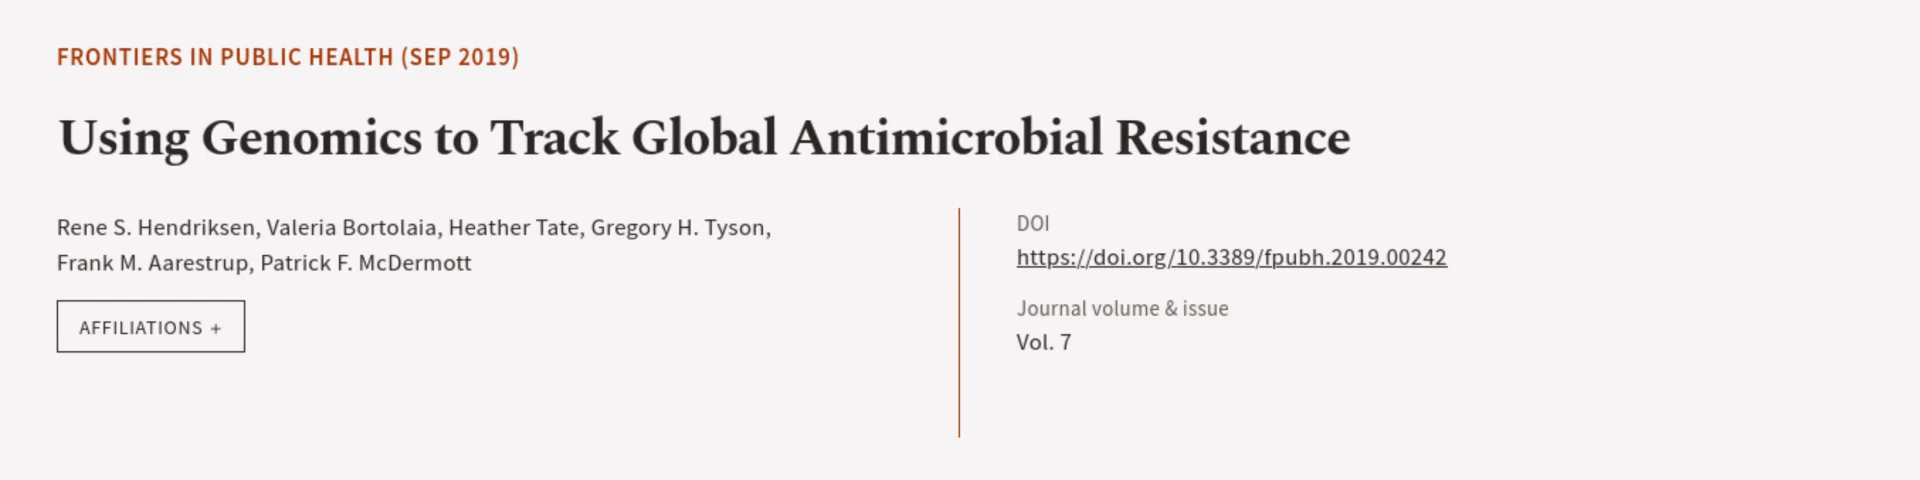 FRONTIERS IN PUBLIC HEALTH (SEP 2019)
Using Genomics to Track Global Antimicrobial Resistance
Rene S. Hendriksen, Valeria Bortolaia, Heather Tate, Gregory H. Tyson,
Frank M. Aarestrup, Patrick F. McDermott
AFFILIATIONS +
DOI
https://doi.org/10.3389/fpubh.2019.00242
Journal volume & issue
Vol. 7